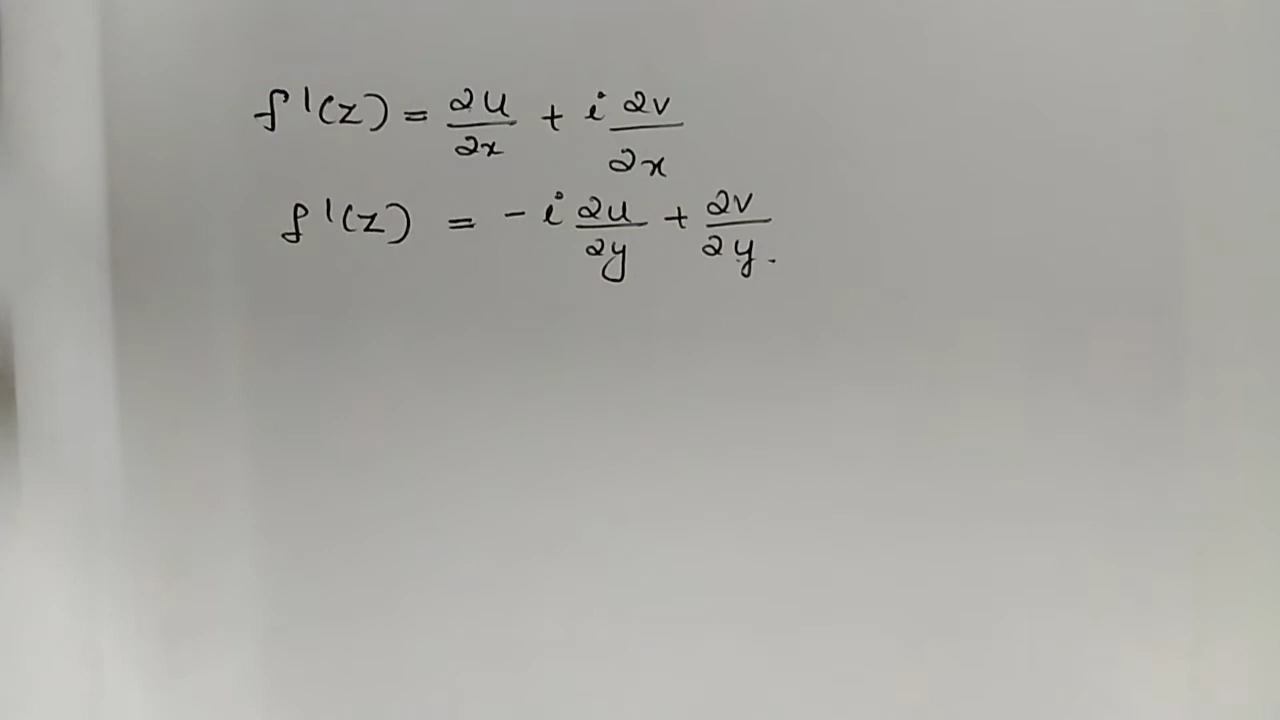 f'(z) = ∂u/∂x + i ∂v/∂x
f'(z) = -i ∂u/∂y + ∂v/∂y.